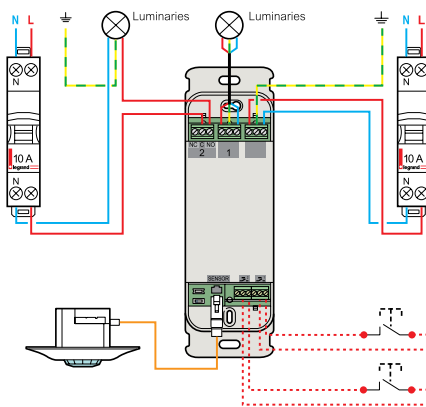 N L
Luminaries
Luminaries
N L
N
N
10 A
legrand
10 A
legrand
NC C NO
2
1
N
N
SENSOR